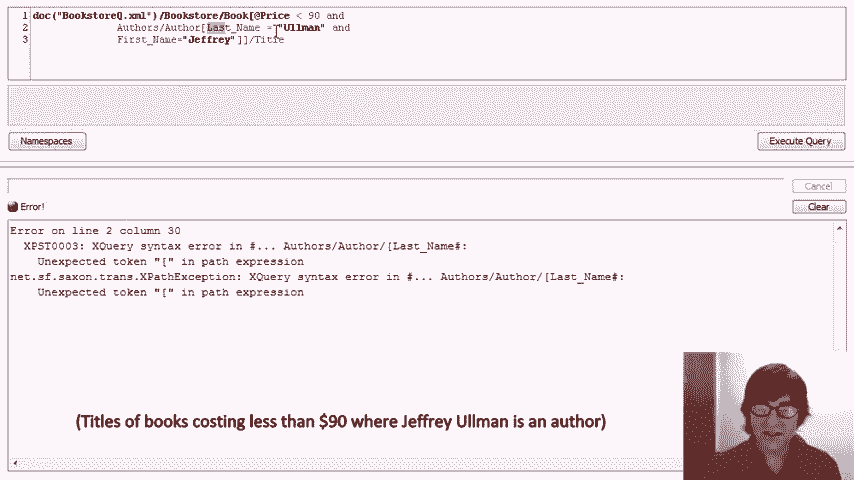 1 doc("BookstoreQ.xml")/Bookstore/Book[@Price < 90 and
2 Authors/Author[Last_Name = "Ullman" and
3 First_Name="Jeffrey"]]/Title
Namespaces
Execute Query
Cancel
Error!
Clear
Error on line 2 column 30
XPST0003: XQuery syntax error in #... Authors/Author/[Last_Name#:
Unexpected token "[" in path expression
net.sf.saxon.trans.XPathException: XQuery syntax error in #... Authors/Author/[Last_Name#:
Unexpected token "[" in path expression
(Titles of books costing less than $90 where Jeffrey Ullman is an author)